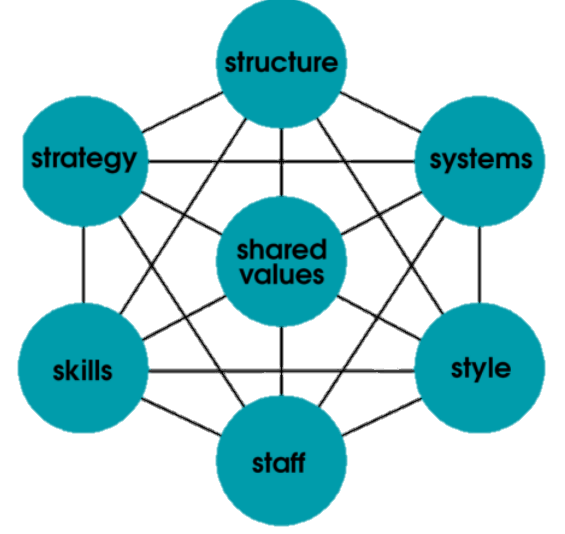 structure
strategy
systems
shared
values
skills
style
staff